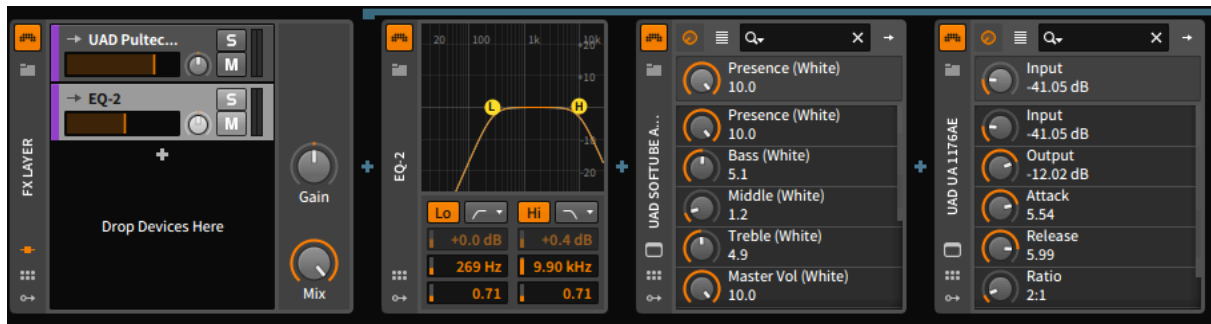 FX LAYER
UAD Pultec...
S
M
EQ-2
S
M
+
Drop Devices Here
Gain
Mix
EQ-2
20 100 1k 10k
+20
+10
-10
-20
L
H
Lo
Hi
+0.0 dB
+0.4 dB
269 Hz
9.90 kHz
0.71
0.71
UAD SOFTUBE A...
Presence (White)
10.0
Presence (White)
10.0
Bass (White)
5.1
Middle (White)
1.2
Treble (White)
4.9
Master Vol (White)
10.0
UAD UA 1176AE
Input
-41.05 dB
Input
-41.05 dB
Output
-12.02 dB
Attack
5.54
Release
5.99
Ratio
2:1